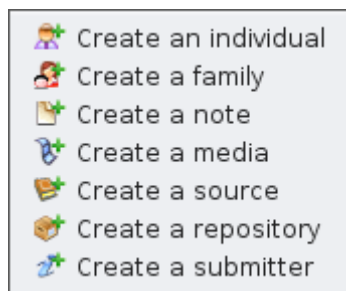 Create an individual
Create a family
Create a note
Create a media
Create a source
Create a repository
Create a submitter